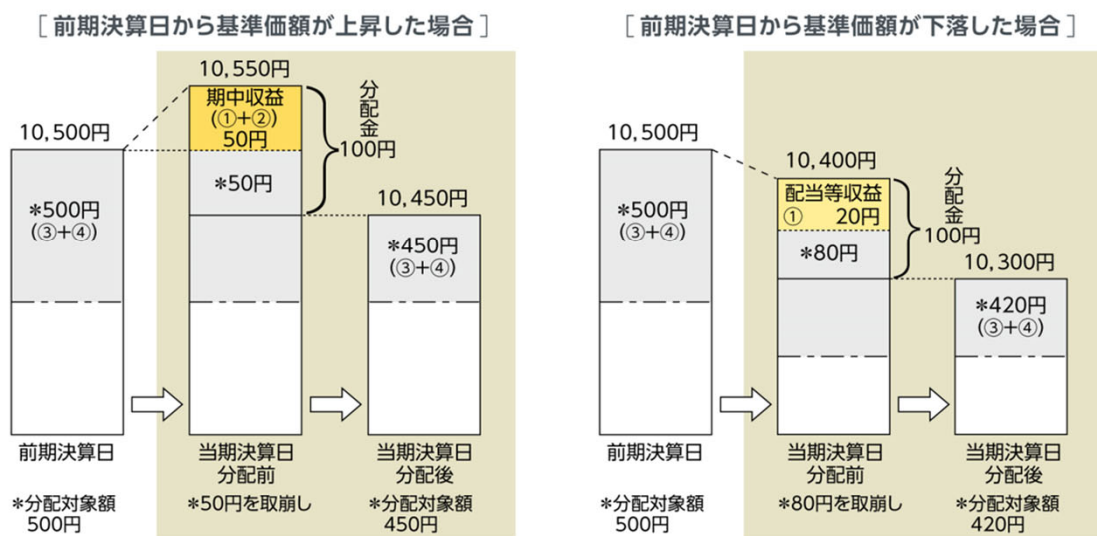 ［前期決算日から基準価額が上昇した場合］
10,550円
期中収益
(①+②)
50円
分配金
100円
10,500円
*500円
(③+④)
*50円
10,450円
*450円
(③+④)
前期決算日
当期決算日
分配前
当期決算日
分配後
*分配対象額
500円
*50円を取崩し
*分配対象額
450円
［前期決算日から基準価額が下落した場合］
10,500円
*500円
(③+④)
10,400円
配当等収益
① 20円
分配金
100円
*80円
10,300円
*420円
(③+④)
前期決算日
当期決算日
分配前
当期決算日
分配後
*分配対象額
500円
*80円を取崩し
*分配対象額
420円